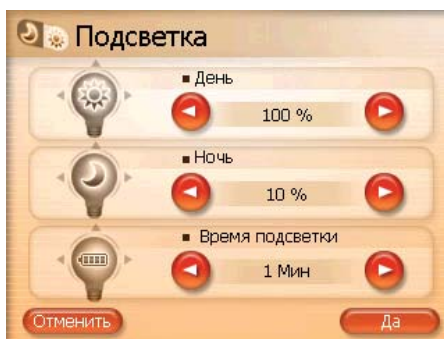 Подсветка
День
100 %
Ночь
10 %
Время подсветки
1 Мин
Отменить Да